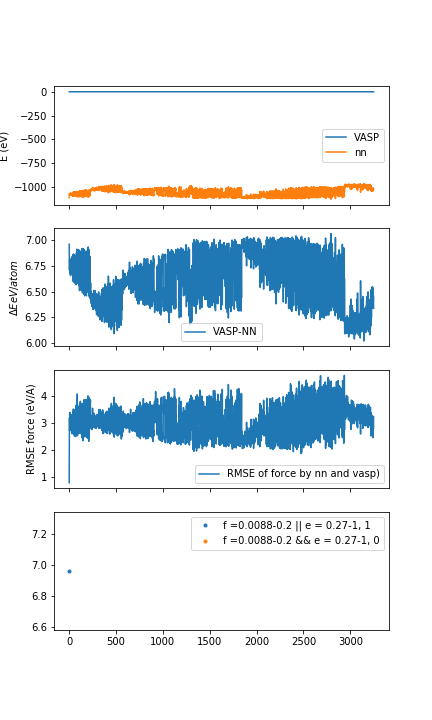 E (eV)
0
−250
−500
−750
−1000
VASP
nn
ΔEeV/atom
7.00
6.75
6.50
6.25
6.00
VASP-NN
RMSE force (eV/A)
4
3
2
1
RMSE of force by nn and vasp)
7.2
7.0
6.8
6.6
f =0.0088-0.2 || e = 0.27-1, 1
f =0.0088-0.2 && e = 0.27-1, 0
0 500 1000 1500 2000 2500 3000